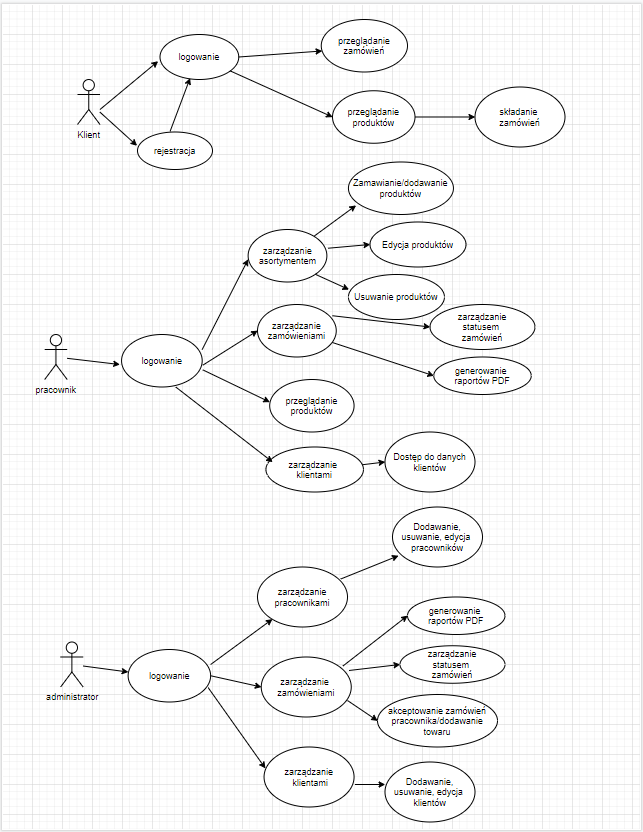 przeglądanie
zamówień
logowanie
Klient
przeglądanie
produktów
składanie
zamówień
rejestracja
Zamawianie/dodawanie
produktów
zarządzanie
asortymentem
Edycja produktów
Usuwanie produktów
zarządzanie
zamówieniami
zarządzanie
statusem
zamówień
pracownik
logowanie
generowanie
raportów PDF
przeglądanie
produktów
zarządzanie
klientami
Dostęp do danych
klientów
Dodawanie,
usuwanie, edycja
pracowników
zarządzanie
pracownikami
generowanie
raportów PDF
administrator
logowanie
zarządzanie
zamówieniami
zarządzanie
statusem
zamówień
akceptowanie zamówień
pracownika/dodawanie
towaru
zarządzanie
klientami
Dodawanie,
usuwanie, edycja
klientów